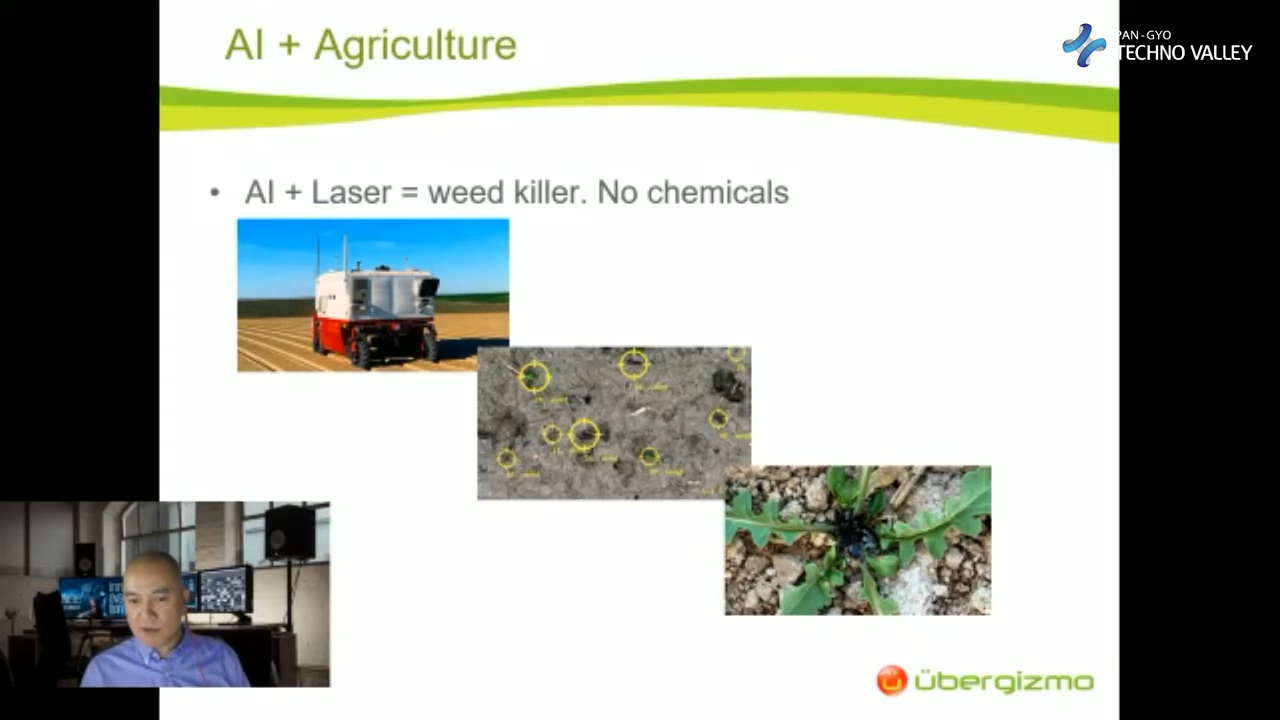 AI + Agriculture
PAN-GYO
TECHNO VALLEY
• AI + Laser = weed killer. No chemicals
übergizmo